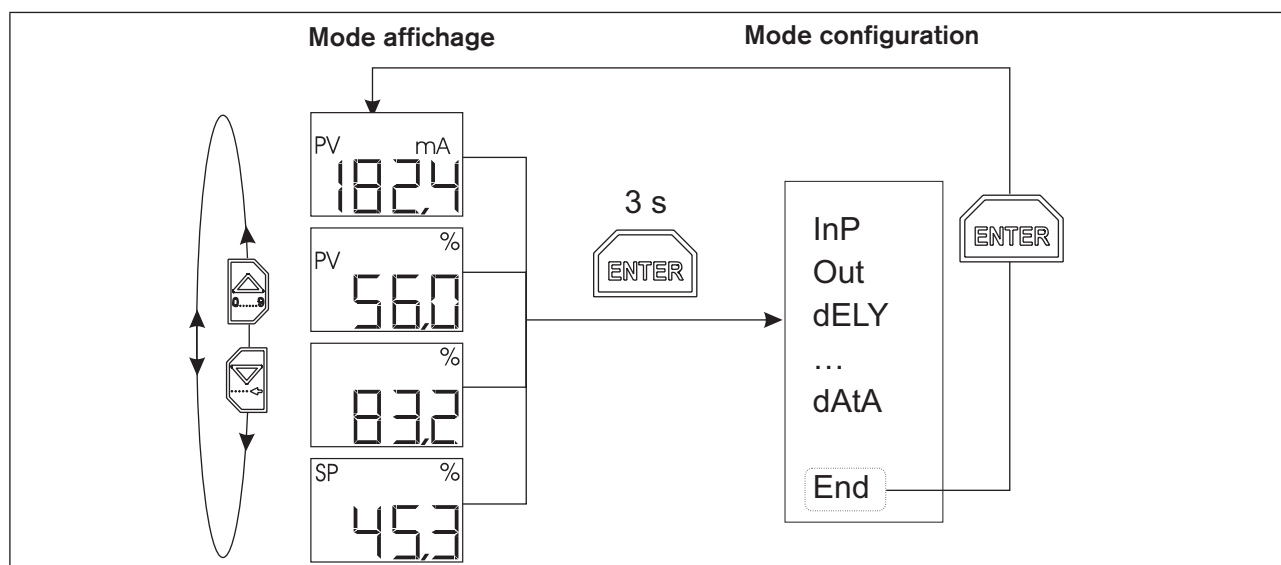 Mode affichage
Mode configuration
PV mA
182,4
% PV
56,0
%
83,2
SP %
45,3
0......9
3 s
ENTER
InP
Out
dELY
...
dAtA
End
ENTER